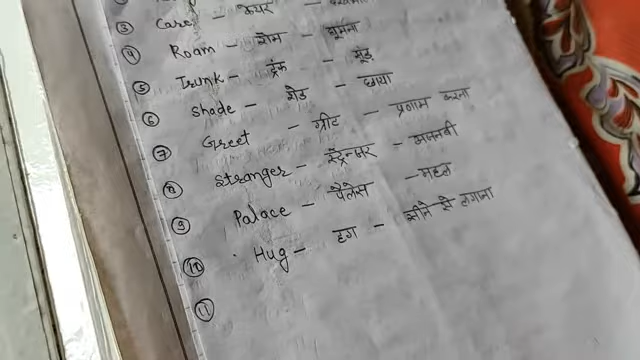 ③ Care - केयर -
④ Roam - रोम - घूमना
⑤ Trunk - ट्रंक - सूंड
⑥ Shade - शेड - छाया
⑦ Greet - ग्रीट - प्रणाम करना
⑧ Stranger - स्ट्रेन्जर - अजनबी
⑨ Palace - पैलेस - महल
⑩ Hug - हग - सीने से लगाना
⑪